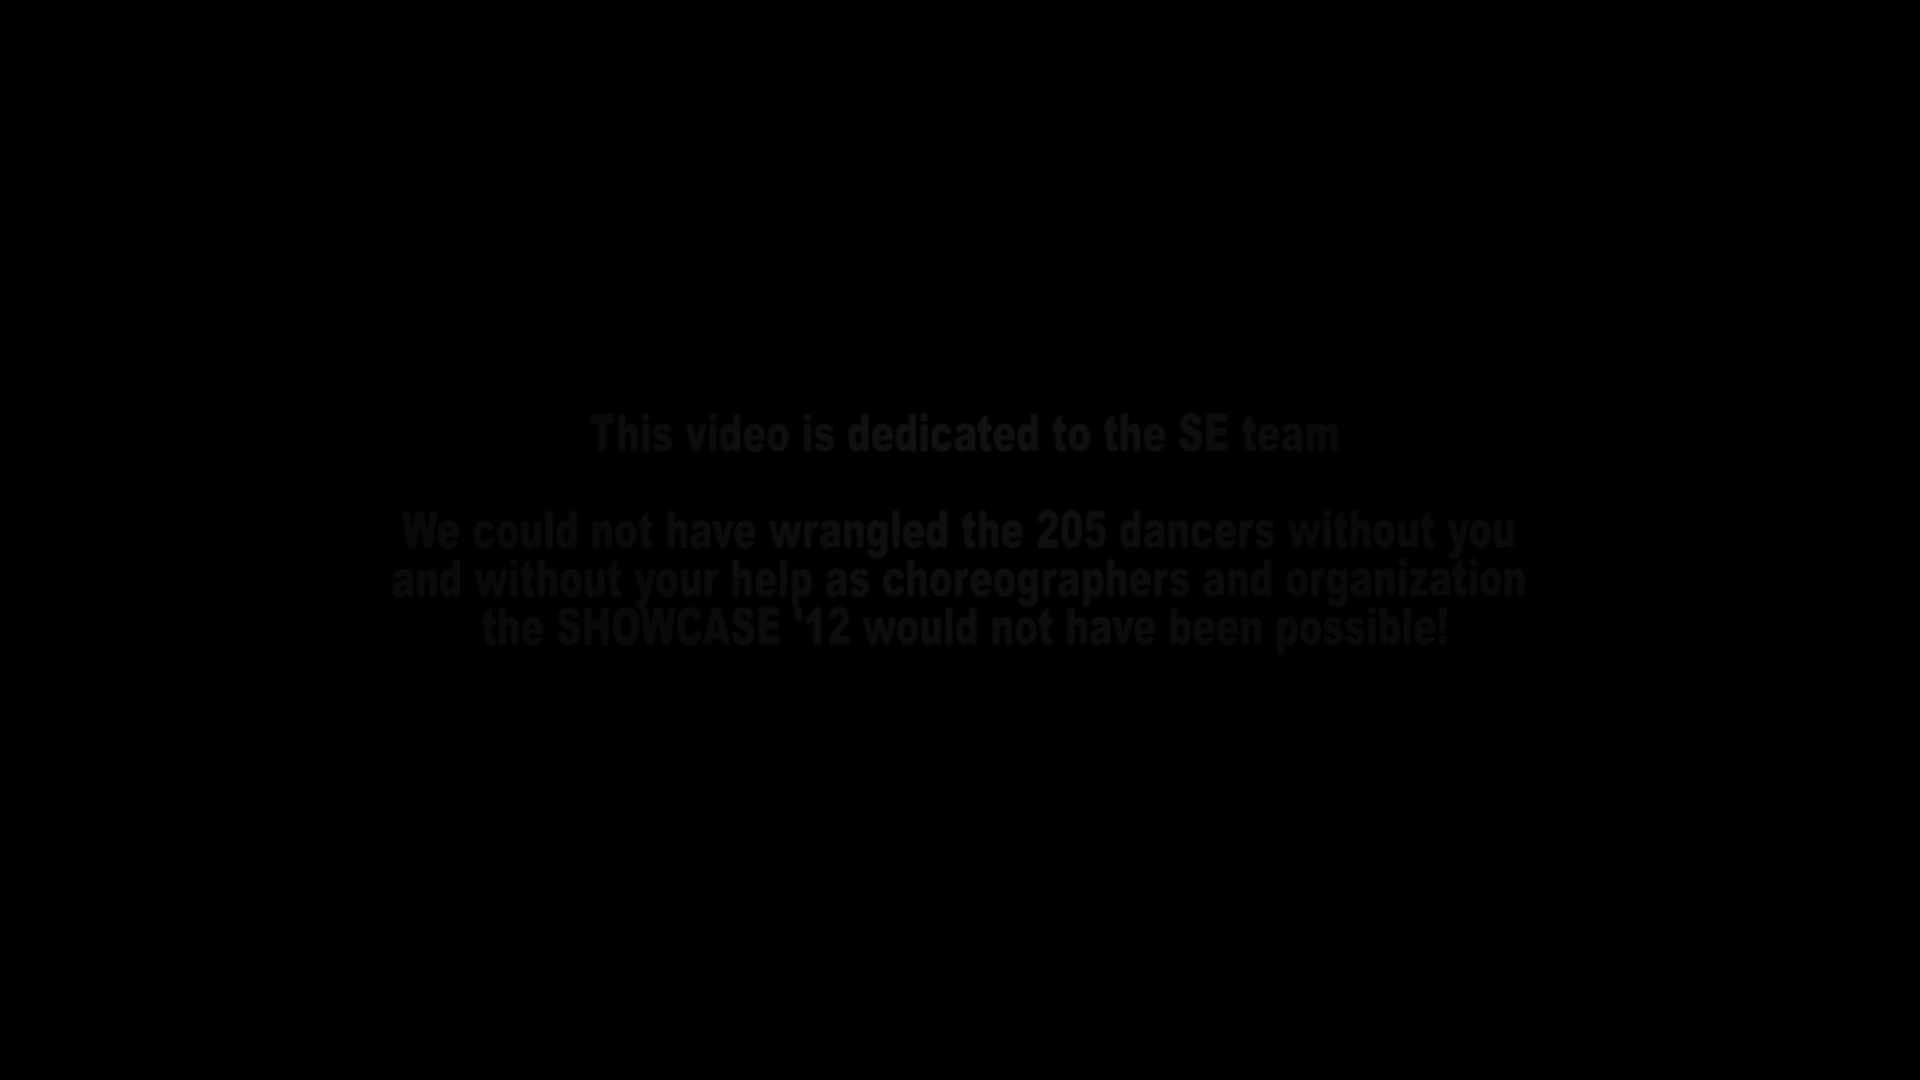 This video is dedicated to the SE team
We could not have wrangled the 205 dancers without you
and without your help as choreographers and organization
the SHOWCASE '12 would not have been possible!